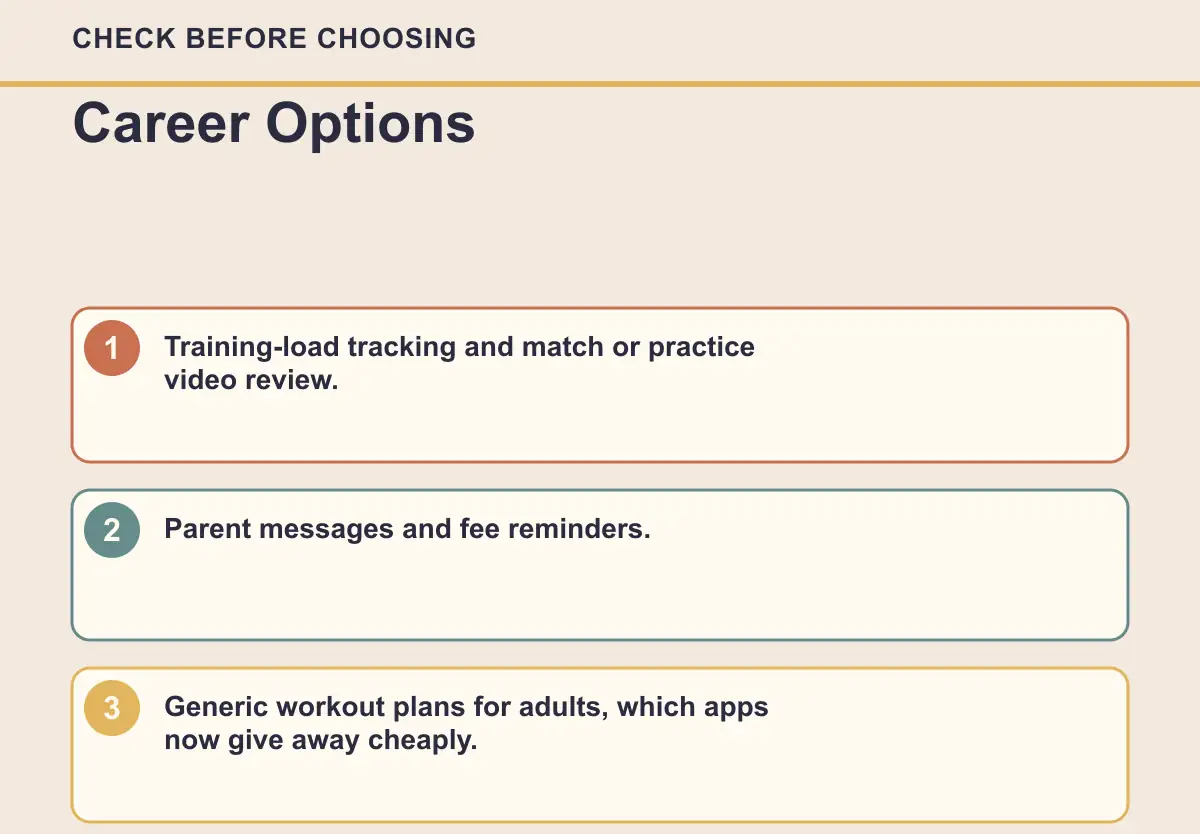 CHECK BEFORE CHOOSING
Career Options
1
Training-load tracking and match or practice
video review.
2
Parent messages and fee reminders.
3
Generic workout plans for adults, which apps
now give away cheaply.